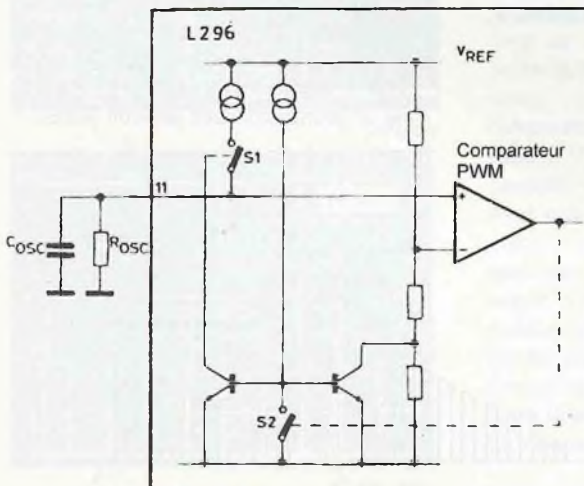 L296
VREF
S1
Comparateur
PWM
11
+
COSC
ROSC
−
S2